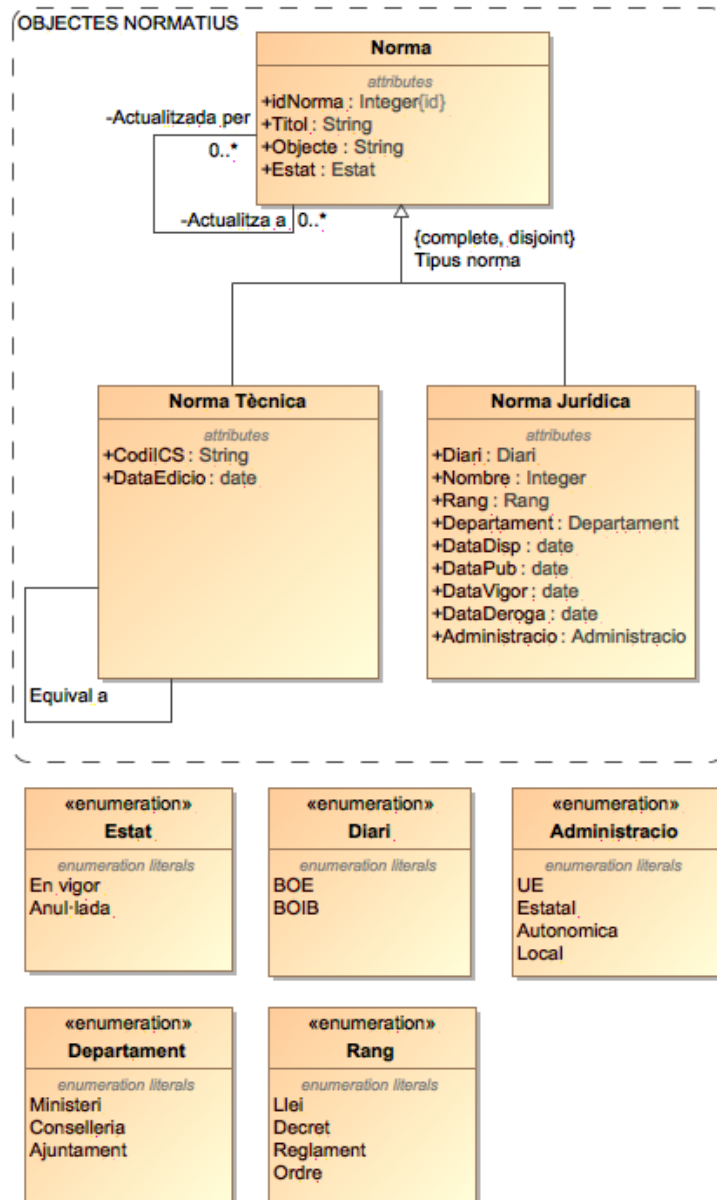 OBJECTES NORMATIUS
Norma
attributes
+idNorma : Integer{id}
+Titol : String
+Objecte : String
+Estat : Estat
-Actualitzada per
0..*
-Actualitza a 0..*
{complete, disjoint}
Tipus norma
Norma Tècnica
attributes
+CodiICS : String
+DataEdicio : date
Equival a
Norma Jurídica
attributes
+Diari : Diari
+Nombre : Integer
+Rang : Rang
+Departament : Departament
+DataDisp : date
+DataPub : date
+DataVigor : date
+DataDeroga : date
+Administracio : Administracio
«enumeration»
Estat
enumeration literals
En vigor
Anul·lada
«enumeration»
Diari
enumeration literals
BOE
BOIB
«enumeration»
Administracio
enumeration literals
UE
Estatal
Autonomica
Local
«enumeration»
Departament
enumeration literals
Ministeri
Conselleria
Ajuntament
«enumeration»
Rang
enumeration literals
Llei
Decret
Reglament
Ordre